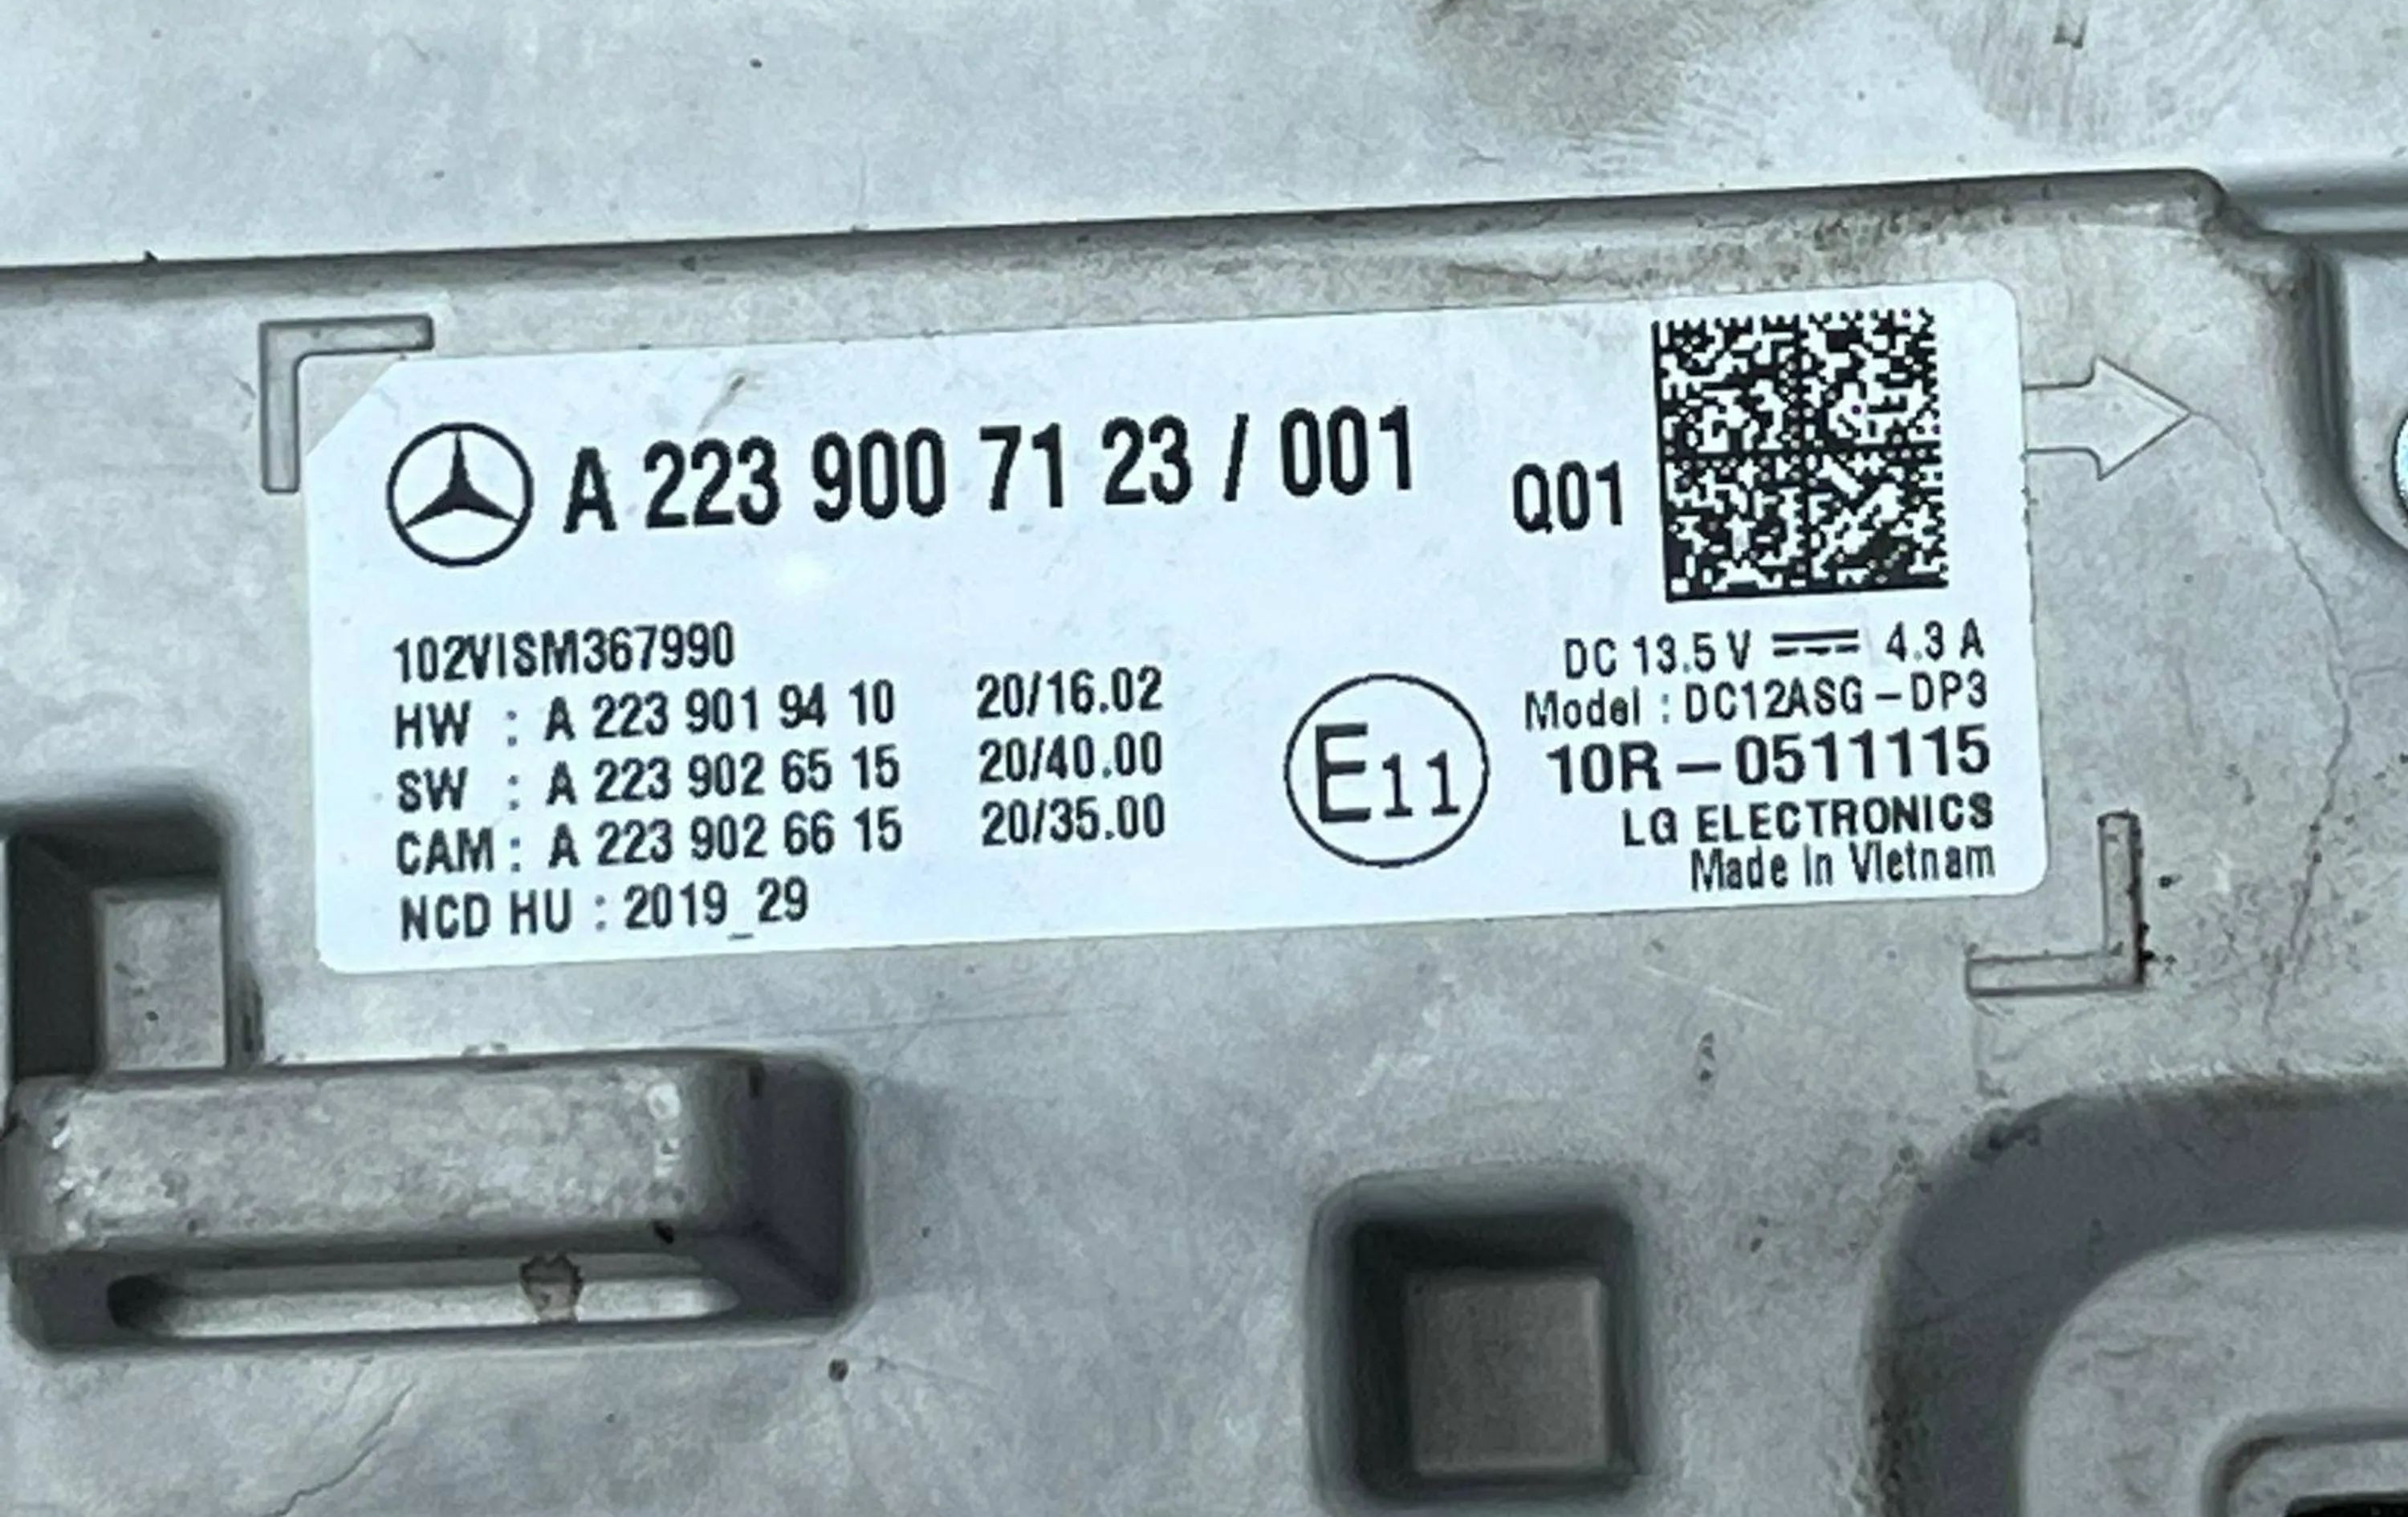 A 223 900 71 23 / 001
Q01
102VISM367990
HW : A 223 901 94 10 20/16.02
SW : A 223 902 65 15 20/40.00
CAM : A 223 902 66 15 20/35.00
NCD HU : 2019_29
E11
DC 13.5 V ⎓ 4.3 A
Model : DC12ASG-DP3
10R-0511115
LG ELECTRONICS
Made in Vietnam